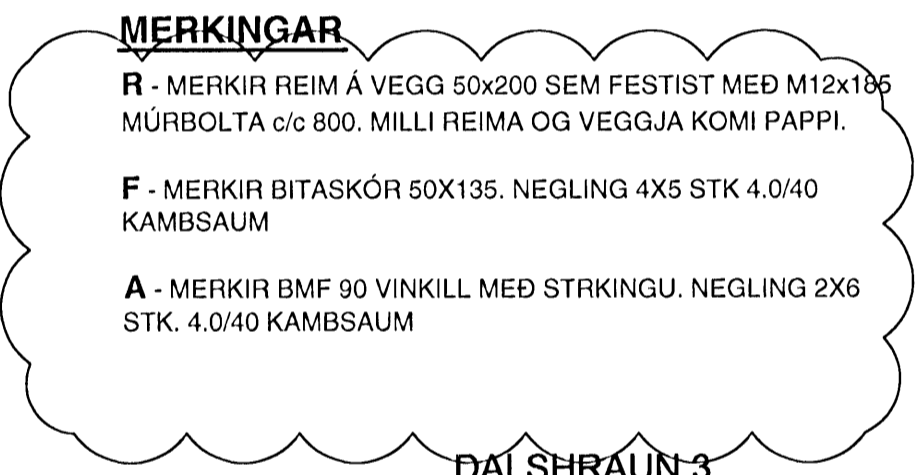 MERKINGAR
R - MERKIR REIM Á VEGG 50x200 SEM FESTIST MEÐ M12x185
MÚRBOLTA c/c 800. MILLI REIMA OG VEGGJA KOMI PAPPI.
F - MERKIR BITASKÓR 50X135. NEGLING 4X5 STK 4.0/40
KAMBSAUM
A - MERKIR BMF 90 VINKILL MEÐ STRKINGU. NEGLING 2X6
STK. 4.0/40 KAMBSAUM
DALSHRAUN 3